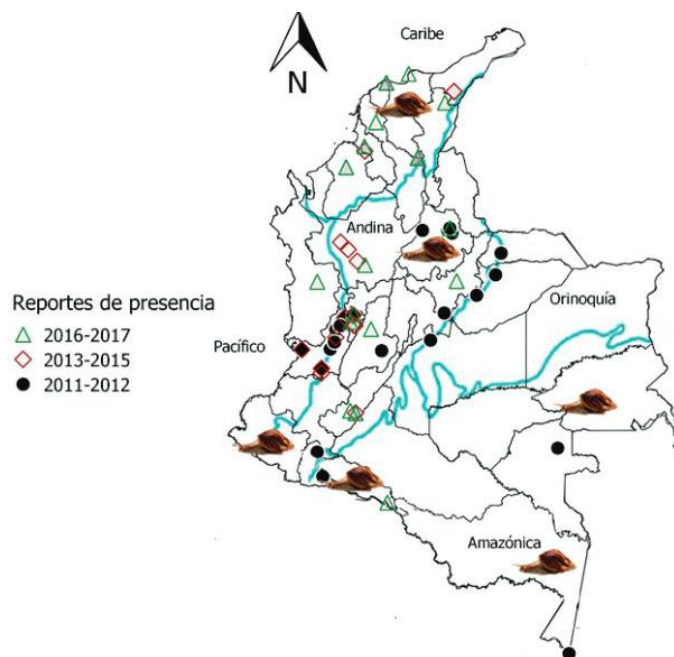 Caribe
N
Andina
Orinoquía
Reportes de presencia
2016-2017
Pacífico
2013-2015
2011-2012
Amazónica